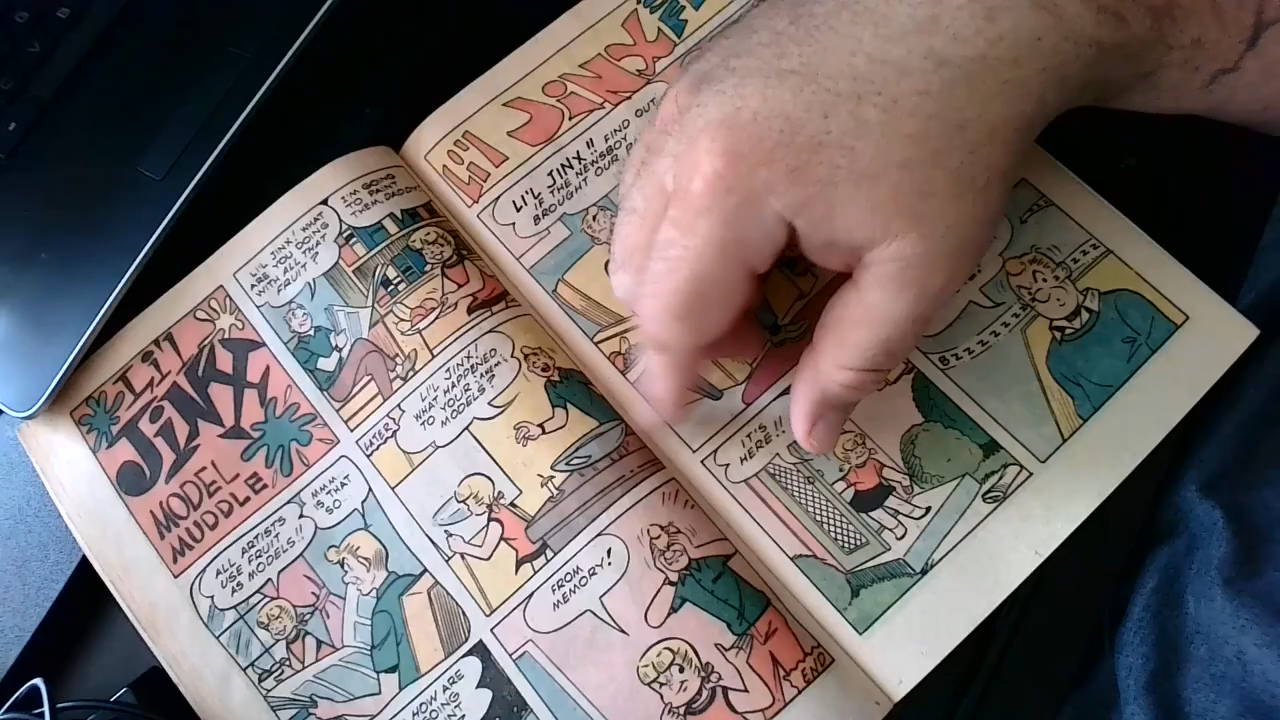 LI'L
JINX
MODEL
MUDDLE
LI'L JINX! WHAT
ARE YOU DOING
WITH ALL THAT
FRUIT?
I'M GOING
TO PAINT
THEM, DADDY!
ALL ARTISTS
USE FRUIT
AS MODELS!!
MMM..
IS THAT
SO..
LATER
LI'L JINX!
WHAT HAPPENED
TO YOUR
MODELS?
HOW ARE
FROM
MEMORY!
END
LI'L JINX
LI'L JINX!! FIND OUT
IF THE NEWSBOY
BROUGHT OUR
BZZZZZZ
ZZZ
IT'S
HERE!!